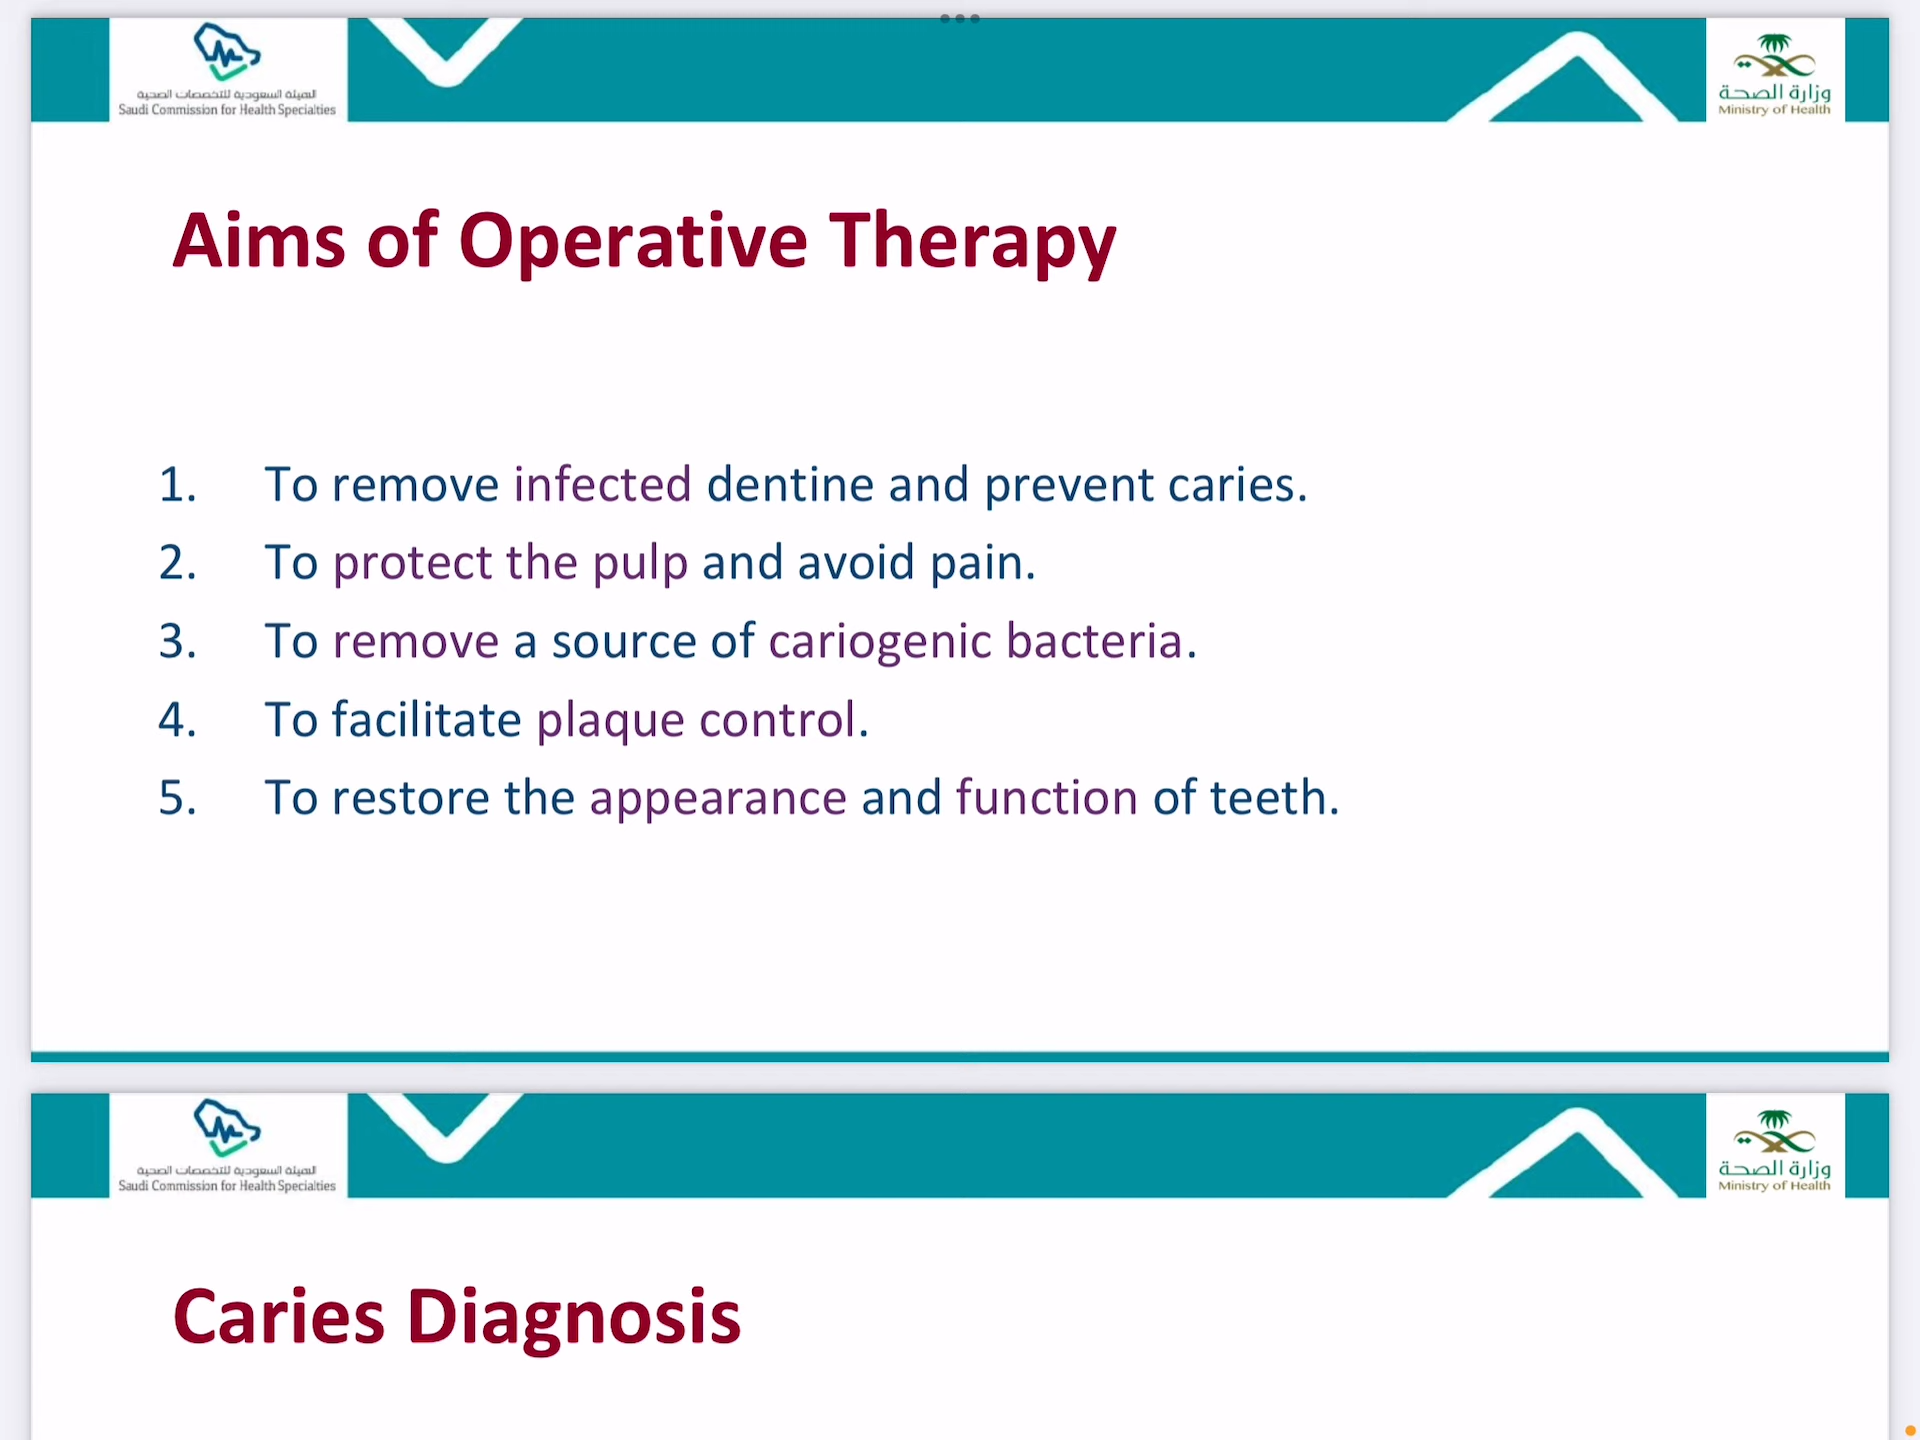 الهيئة السعودية للتخصصات الصحية
Saudi Commission for Health Specialties
وزارة الصحة
Ministry of Health
Aims of Operative Therapy
1. To remove infected dentine and prevent caries.
2. To protect the pulp and avoid pain.
3. To remove a source of cariogenic bacteria.
4. To facilitate plaque control.
5. To restore the appearance and function of teeth.
الهيئة السعودية للتخصصات الصحية
Saudi Commission for Health Specialties
وزارة الصحة
Ministry of Health
Caries Diagnosis